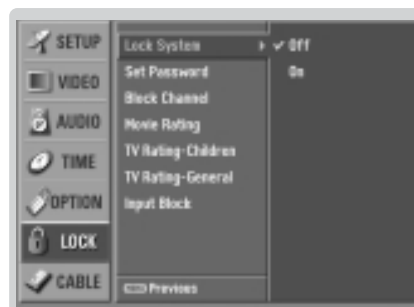 SETUP
VIDEO
AUDIO
TIME
OPTION
LOCK
CABLE
Lock System
Set Password
Block Channel
Movie Rating
TV Rating-Children
TV Rating-General
Input Block
Previous
Off
On